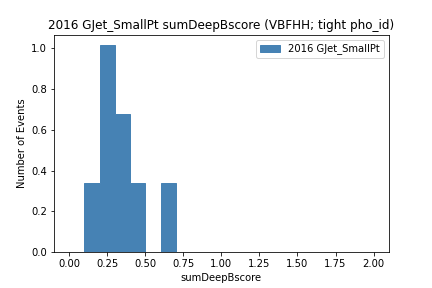 2016 GJet_SmallPt sumDeepBscore (VBFHH; tight pho_id)
2016 GJet_SmallPt
Number of Events
1.0
0.8
0.6
0.4
0.2
0.0
0.00 0.25 0.50 0.75 1.00 1.25 1.50 1.75 2.00
sumDeepBscore